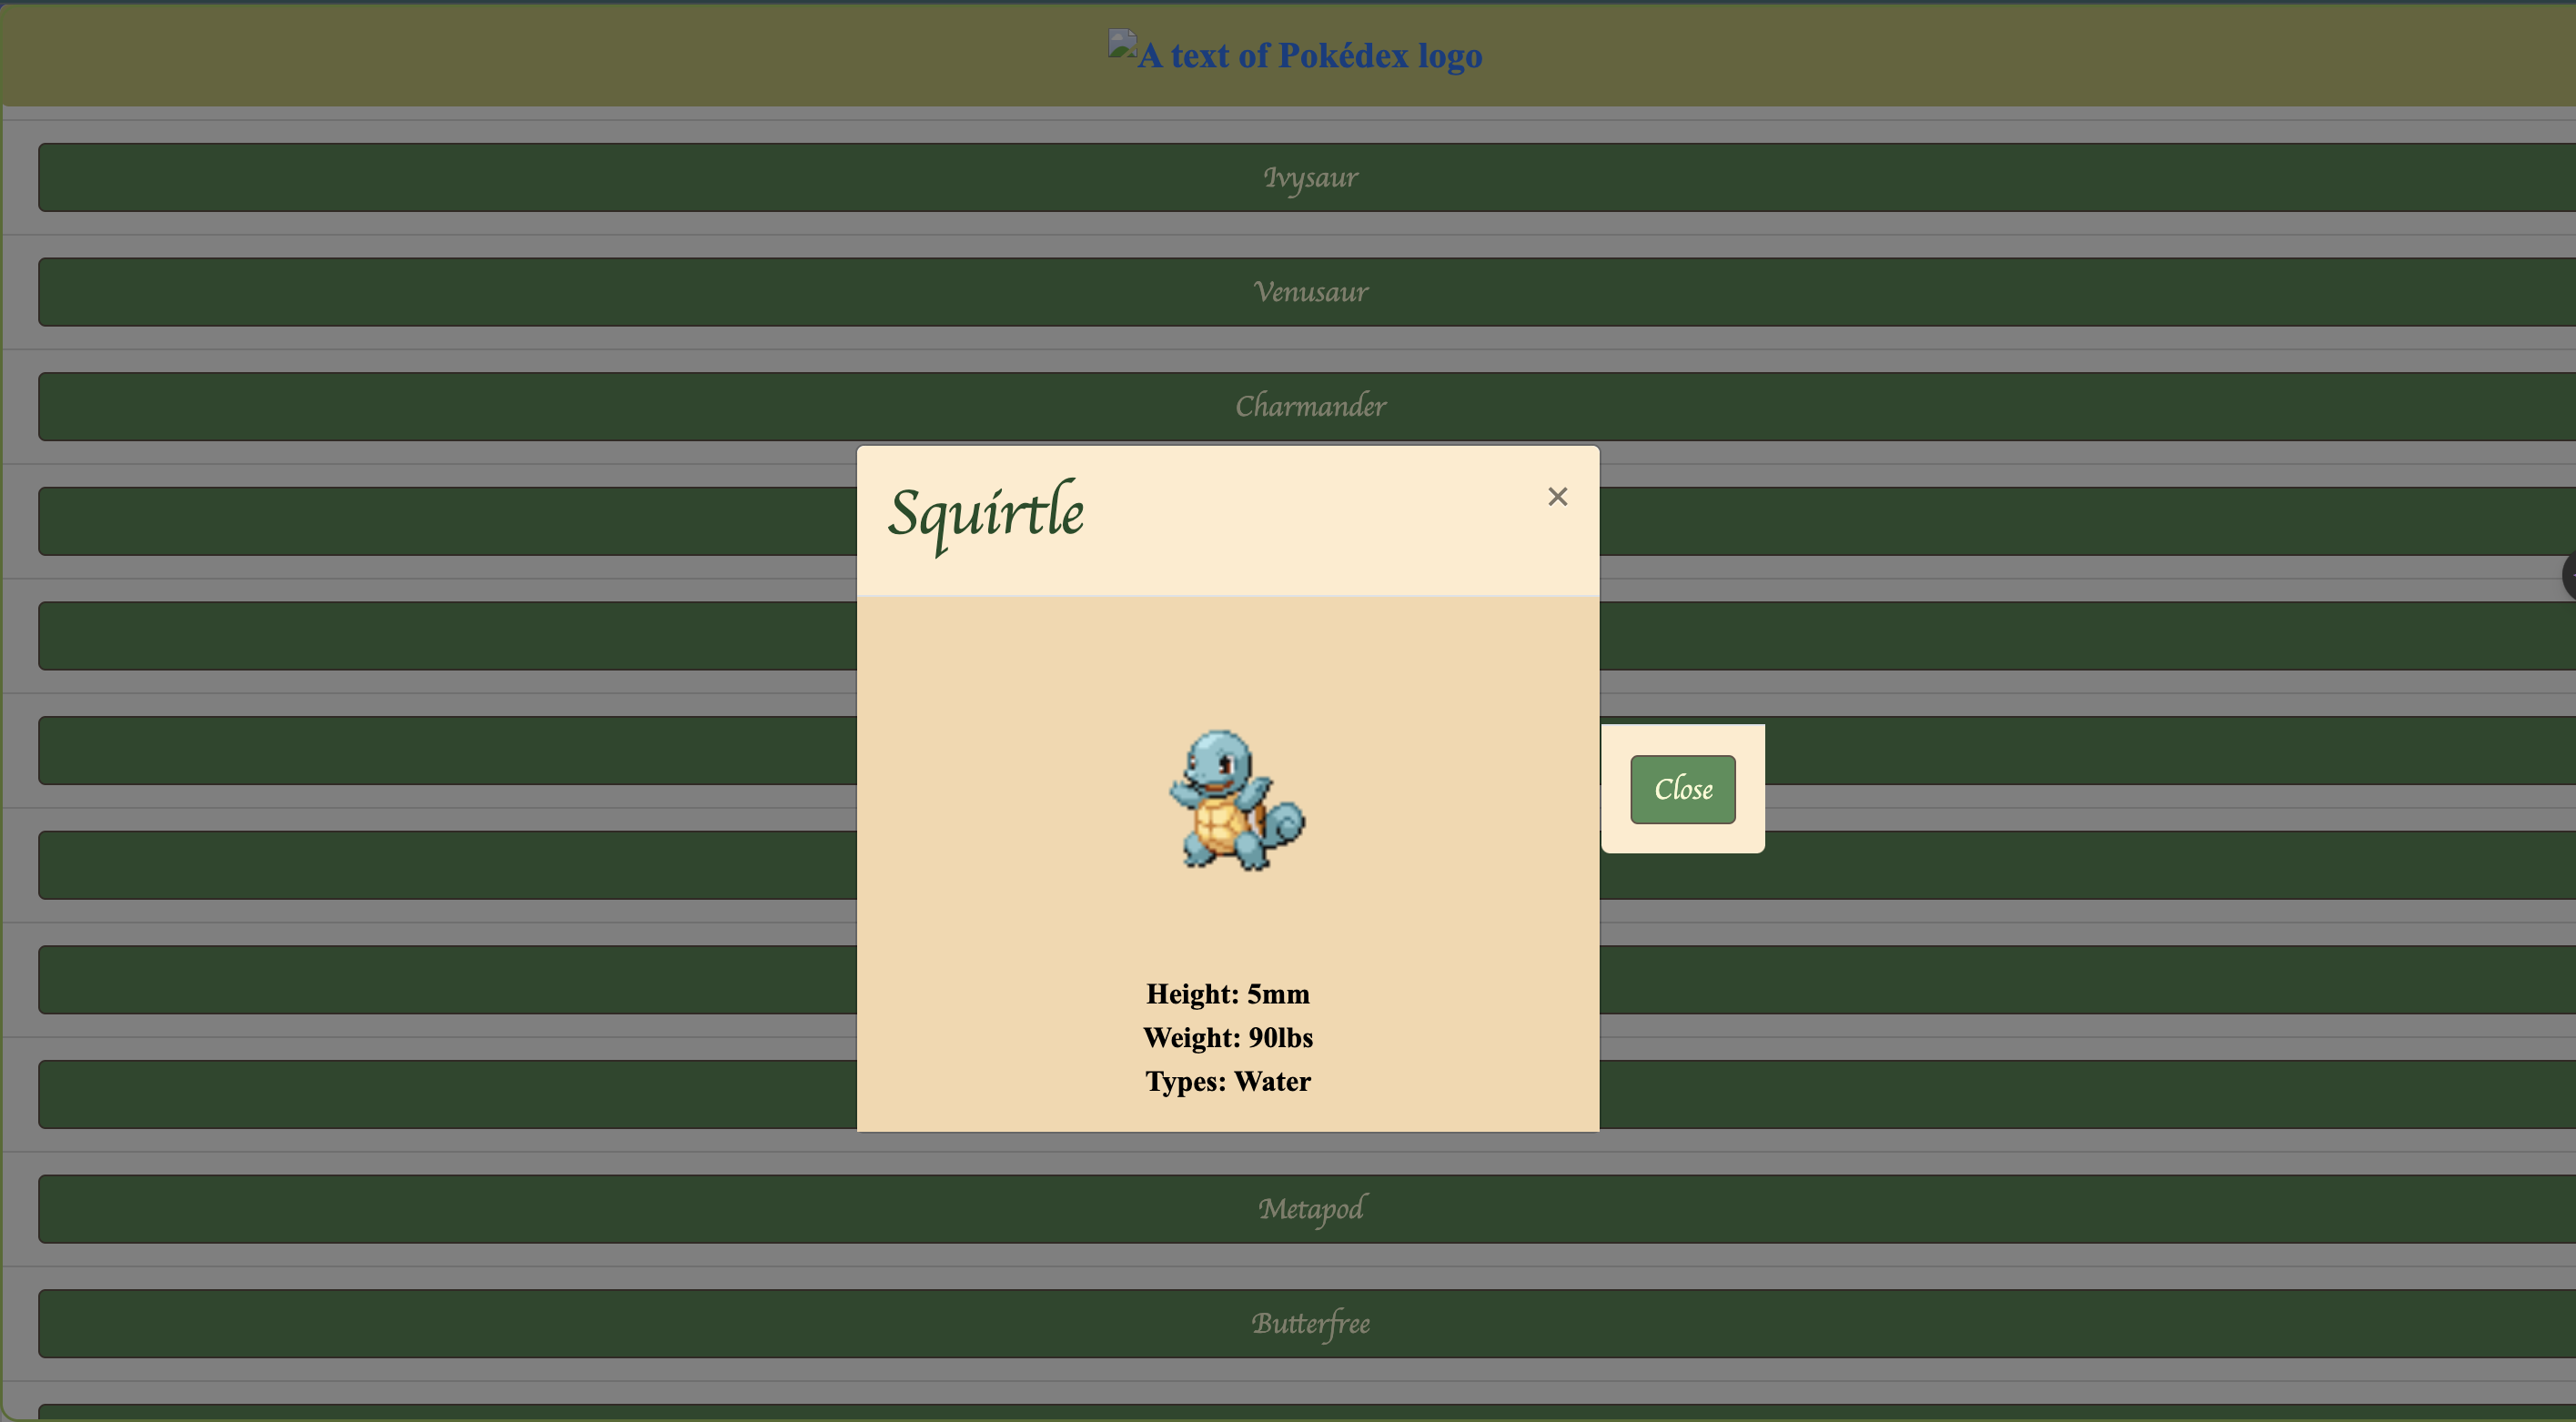 A text of Pokédex logo
Ivysaur
Venusaur
Charmander
Squirtle
×
Close
Height: 5mm
Weight: 90lbs
Types: Water
Metapod
Butterfree